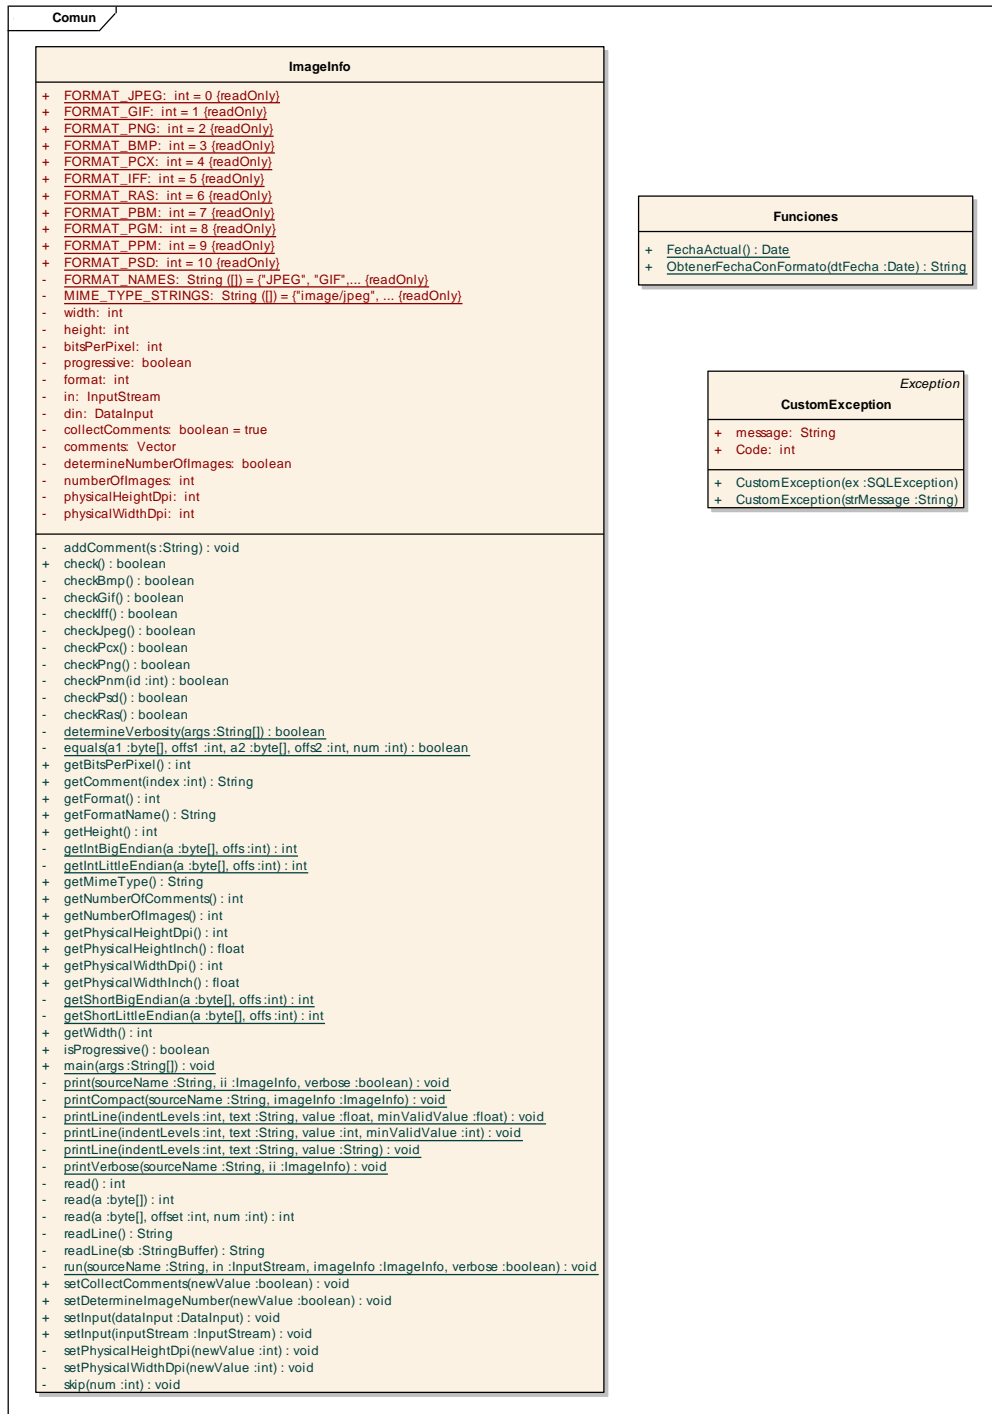 Comun
ImageInfo
+ FORMAT_JPEG: int = 0 {readOnly}
+ FORMAT_GIF: int = 1 {readOnly}
+ FORMAT_PNG: int = 2 {readOnly}
+ FORMAT_BMP: int = 3 {readOnly}
+ FORMAT_PCX: int = 4 {readOnly}
+ FORMAT_IFF: int = 5 {readOnly}
+ FORMAT_RAS: int = 6 {readOnly}
+ FORMAT_PBM: int = 7 {readOnly}
+ FORMAT_PGM: int = 8 {readOnly}
+ FORMAT_PPM: int = 9 {readOnly}
+ FORMAT_PSD: int = 10 {readOnly}
- FORMAT_NAMES: String ([]) = {"JPEG", "GIF",... {readOnly}
- MIME_TYPE_STRINGS: String ([]) = {"image/jpeg", ... {readOnly}
- width: int
- height: int
- bitsPerPixel: int
- progressive: boolean
- format: int
- in: InputStream
- din: DataInput
- collectComments: boolean = true
- comments: Vector
- determineNumberOfImages: boolean
- numberOfImages: int
- physicalHeightDpi: int
- physicalWidthDpi: int
- addComment(s :String) : void
+ check() : boolean
- checkBmp() : boolean
- checkGif() : boolean
- checkIff() : boolean
- checkJpeg() : boolean
- checkPcx() : boolean
- checkPng() : boolean
- checkPnm(id :int) : boolean
- checkPsd() : boolean
- checkRas() : boolean
- determineVerbosity(args :String[]) : boolean
- equals(a1 :byte[], offs1 :int, a2 :byte[], offs2 :int, num :int) : boolean
+ getBitsPerPixel() : int
+ getComment(index :int) : String
+ getFormat() : int
+ getFormatName() : String
+ getHeight() : int
- getIntBigEndian(a :byte[], offs :int) : int
- getIntLittleEndian(a :byte[], offs :int) : int
+ getMimeType() : String
+ getNumberOfComments() : int
+ getNumberOfImages() : int
+ getPhysicalHeightDpi() : int
+ getPhysicalHeightInch() : float
+ getPhysicalWidthDpi() : int
+ getPhysicalWidthInch() : float
- getShortBigEndian(a :byte[], offs :int) : int
- getShortLittleEndian(a :byte[], offs :int) : int
+ getWidth() : int
+ isProgressive() : boolean
+ main(args :String[]) : void
- print(sourceName :String, ii :ImageInfo, verbose :boolean) : void
- printCompact(sourceName :String, imageInfo :ImageInfo) : void
- printLine(indentLevels :int, text :String, value :float, minValidValue :float) : void
- printLine(indentLevels :int, text :String, value :int, minValidValue :int) : void
- printLine(indentLevels :int, text :String, value :String) : void
- printVerbose(sourceName :String, ii :ImageInfo) : void
- read() : int
- read(a :byte[]) : int
- read(a :byte[], offset :int, num :int) : int
- readLine() : String
- readLine(sb :StringBuffer) : String
- run(sourceName :String, in :InputStream, imageInfo :ImageInfo, verbose :boolean) : void
+ setCollectComments(newValue :boolean) : void
+ setDetermineImageNumber(newValue :boolean) : void
+ setInput(dataInput :DataInput) : void
+ setInput(inputStream :InputStream) : void
- setPhysicalHeightDpi(newValue :int) : void
- setPhysicalWidthDpi(newValue :int) : void
- skip(num :int) : void
Funciones
+ FechaActual() : Date
+ ObtenerFechaConFormato(dtFecha :Date) : String
Exception
CustomException
+ message: String
+ Code: int
+ CustomException(ex :SQLException)
+ CustomException(strMessage :String)